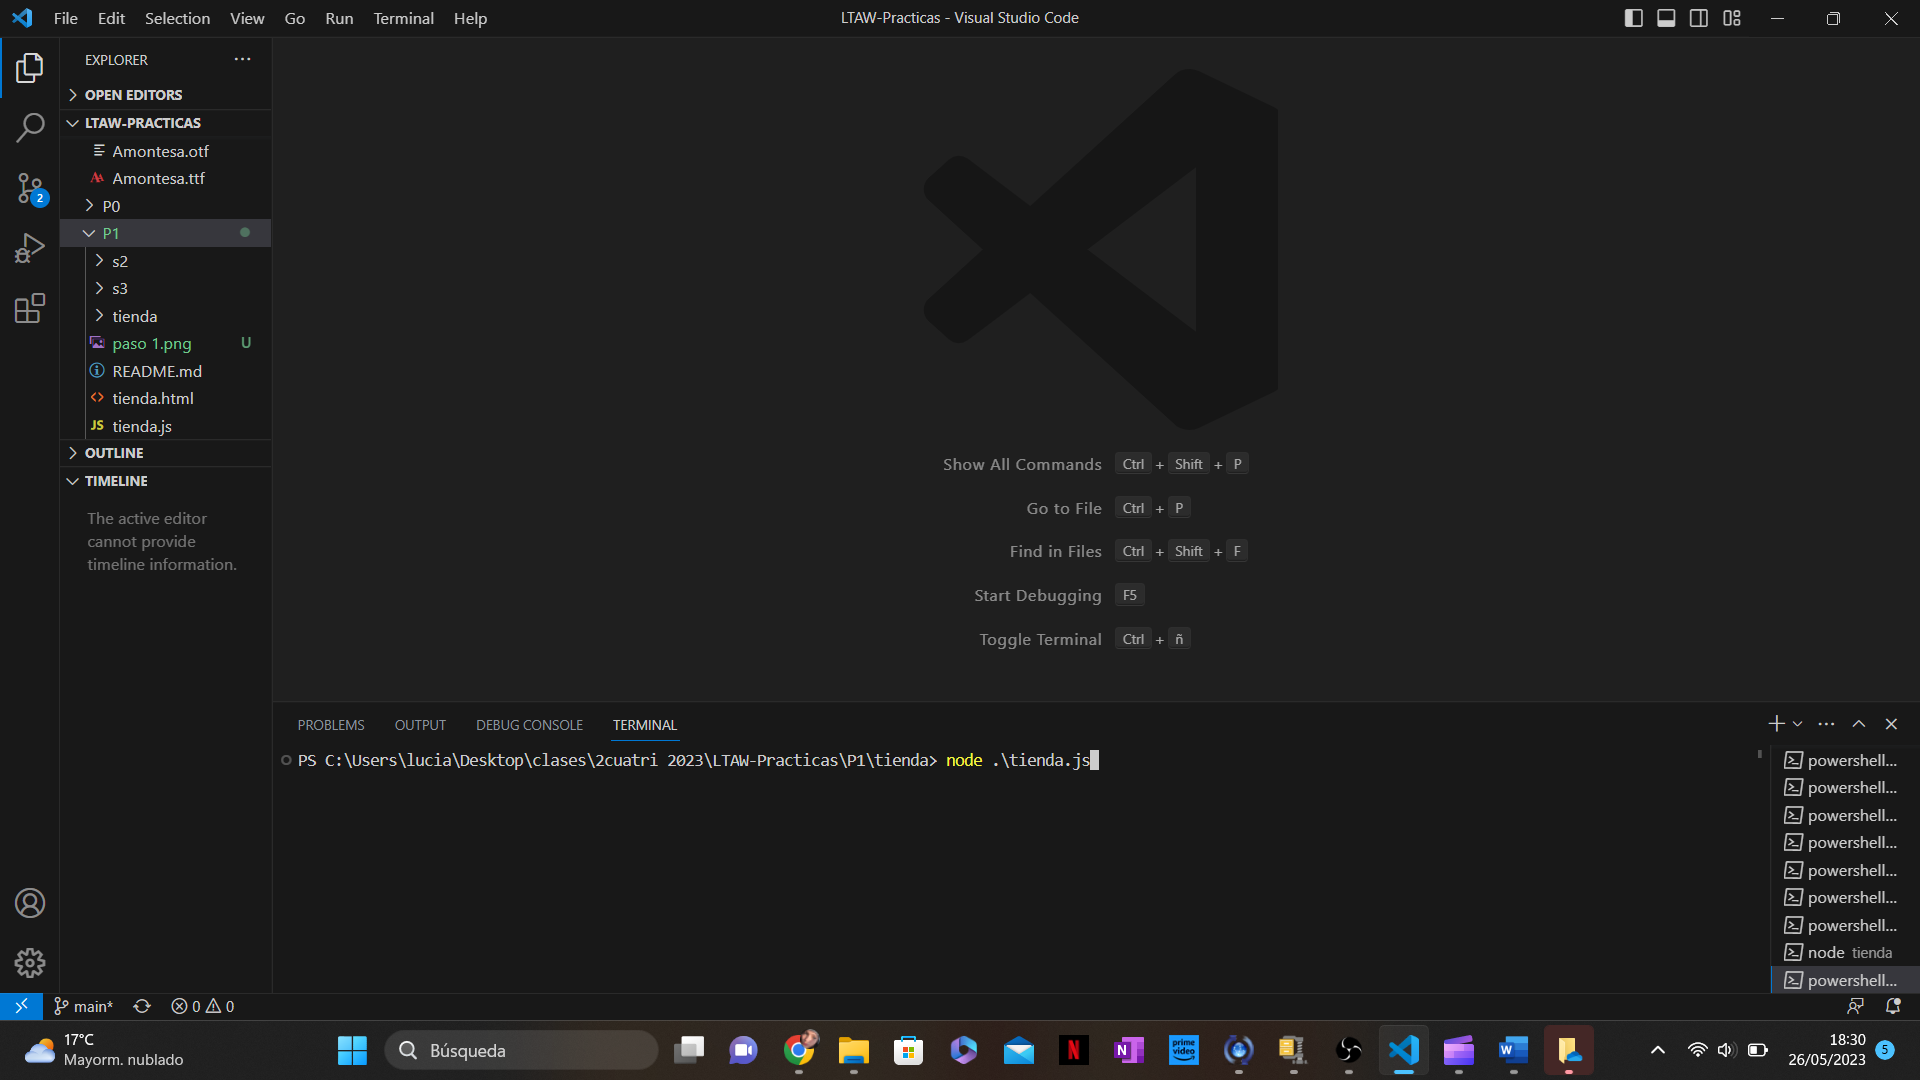 File Edit Selection View Go Run Terminal Help
LTAW-Practicas - Visual Studio Code
EXPLORER
OPEN EDITORS
LTAW-PRACTICAS
Amontesa.otf
Amontesa.ttf
P0
P1
s2
s3
tienda
paso 1.png U
README.md
tienda.html
JS tienda.js
OUTLINE
TIMELINE
The active editor
cannot provide
timeline information.
2
Show All Commands Ctrl + Shift + P
Go to File Ctrl + P
Find in Files Ctrl + Shift + F
Start Debugging F5
Toggle Terminal Ctrl + ñ
PROBLEMS OUTPUT DEBUG CONSOLE TERMINAL
PS C:\Users\lucia\Desktop\clases\2cuatri 2023\LTAW-Practicas\P1\tienda> node .\tienda.js
powershell...
powershell...
powershell...
powershell...
powershell...
powershell...
powershell...
node tienda
powershell...
main* 0 0
17°C
Mayorm. nublado
Búsqueda
N
N
prime video
W
18:30
26/05/2023
5